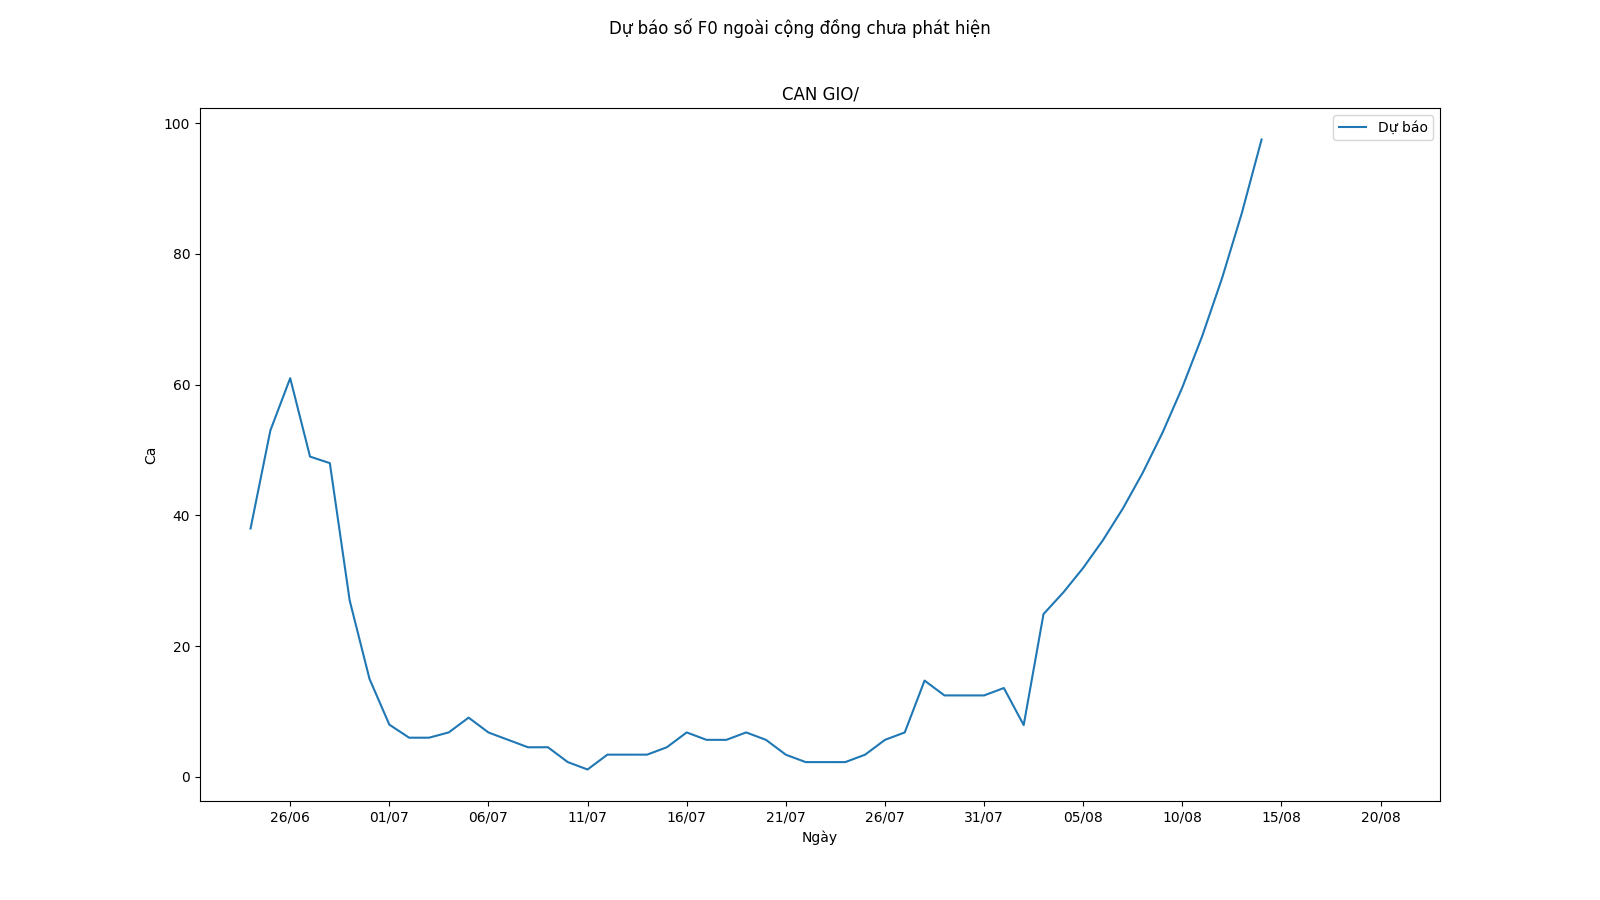 Dự báo số F0 ngoài cộng đồng chưa phát hiện
CAN GIO/
Dự báo
100
80
60
40
20
0
Ca
26/06 01/07 06/07 11/07 16/07 21/07 26/07 31/07 05/08 10/08 15/08 20/08
Ngày